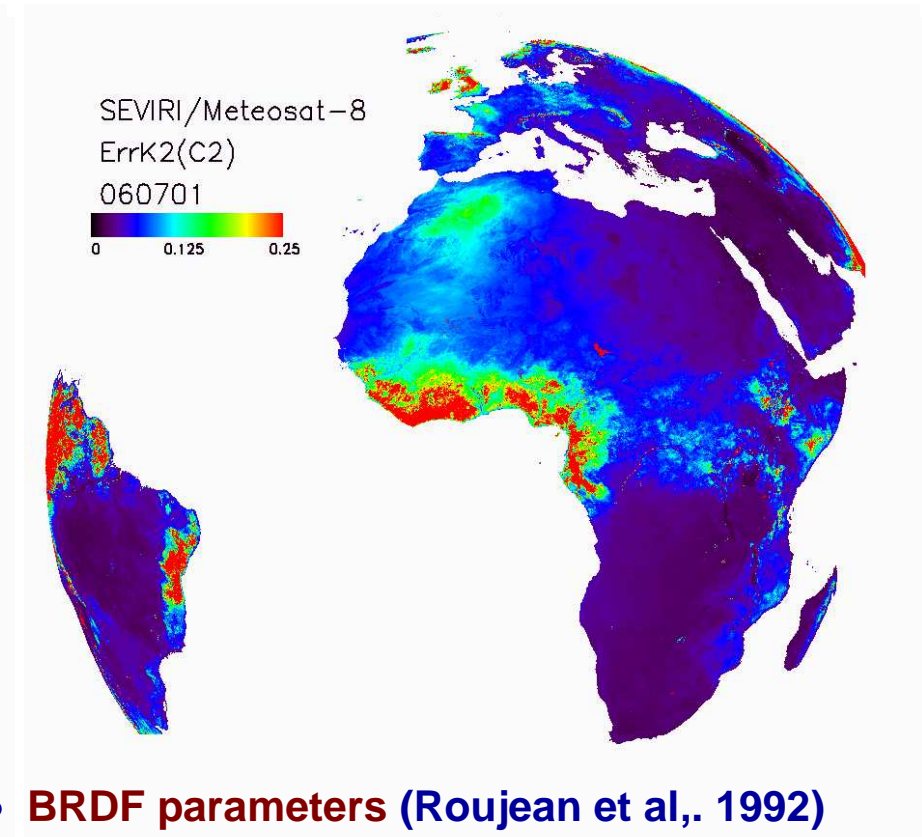 SEVIRI/Meteosat-8
ErrK2(C2)
060701
0 0.125 0.25
• BRDF parameters (Roujean et al,. 1992)